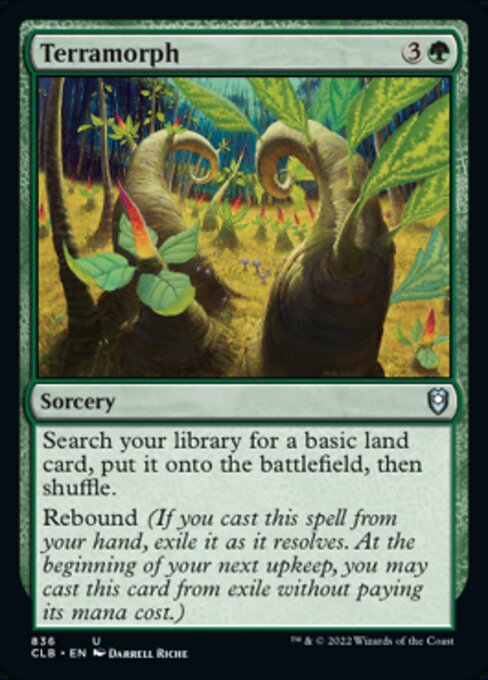 Terramorph 3
Sorcery
Search your library for a basic land
card, put it onto the battlefield, then
shuffle.
Rebound (If you cast this spell from
your hand, exile it as it resolves. At the
beginning of your next upkeep, you may
cast this card from exile without paying
its mana cost.)
836 U
CLB • EN DARRELL RICHE
™ & © 2022 Wizards of the Coast